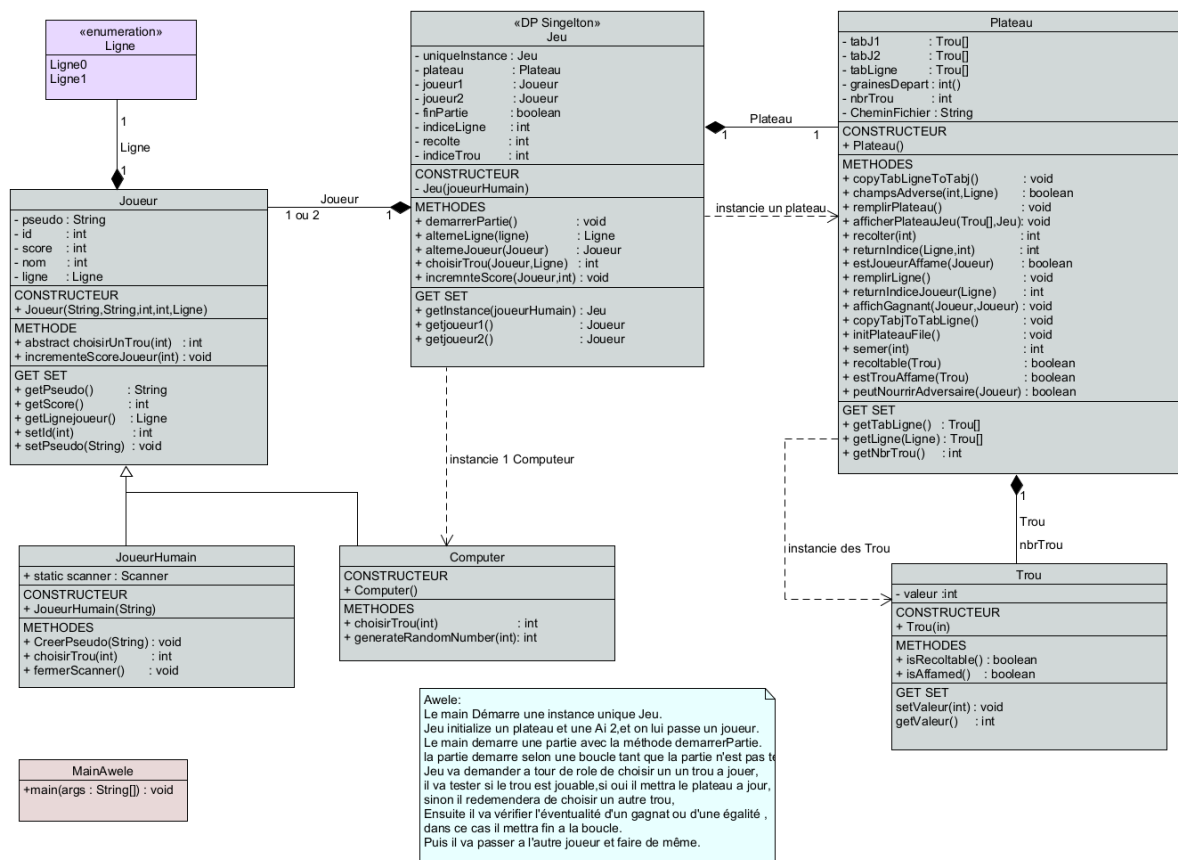 «enumeration»
Ligne
Ligne0
Ligne1
1
Ligne
1
Joueur
- pseudo : String
- id : int
- score : int
- nom : int
- ligne : Ligne
CONSTRUCTEUR
+ Joueur(String,String,int,int,Ligne)
METHODE
+ abstract choisirUnTrou(int) : int
+ incrementeScoreJoueur(int) : void
GET SET
+ getPseudo() : String
+ getScore() : int
+ getLignejoueur() : Ligne
+ setId(int) : int
+ setPseudo(String) : void
Joueur
1 ou 2
1
«DP Singelton»
Jeu
- uniqueInstance : Jeu
- plateau : Plateau
- joueur1 : Joueur
- joueur2 : Joueur
- finPartie : boolean
- indiceLigne : int
- recolte : int
- indiceTrou : int
CONSTRUCTEUR
- Jeu(joueurHumain)
METHODES
+ demarrerPartie() : void
+ alterneLigne(ligne) : Ligne
+ alterneJoueur(Joueur) : Joueur
+ choisirTrou(Joueur,Ligne) : int
+ incremnteScore(Joueur,int) : void
GET SET
+ getInstance(joueurHumain) : Jeu
+ getjoueur1() : Joueur
+ getjoueur2() : Joueur
Plateau
1
1
instancie un plateau
Plateau
- tabJ1 : Trou[]
- tabJ2 : Trou[]
- tabLigne : Trou[]
- grainesDepart : int()
- nbrTrou : int
- CheminFichier : String
CONSTRUCTEUR
+ Plateau()
METHODES
+ copyTabLigneToTabj() : void
+ champsAdverse(int,Ligne) : boolean
+ remplirPlateau() : void
+ afficherPlateauJeu(Trou[],Jeu): void
+ recolter(int) : int
+ returnIndice(Ligne,int) : int
+ estJoueurAffame(Joueur) : boolean
+ remplirLigne() : void
+ returnIndiceJoueur(Ligne) : int
+ affichGagnant(Joueur,Joueur) : void
+ copyTabjToTabLigne() : void
+ initPlateauFile() : void
+ semer(int) : int
+ recoltable(Trou) : boolean
+ estTrouAffame(Trou) : boolean
+ peutNourrirAdversaire(Joueur) : boolean
GET SET
+ getTabLigne() : Trou[]
+ getLigne(Ligne) : Trou[]
+ getNbrTrou() : int
instancie 1 Computeur
1
Trou
nbrTrou
instancie des Trou
JoueurHumain
+ static scanner : Scanner
CONSTRUCTEUR
+ JoueurHumain(String)
METHODES
+ CreerPseudo(String) : void
+ choisirTrou(int) : int
+ fermerScanner() : void
Computer
CONSTRUCTEUR
+ Computer()
METHODES
+ choisirTrou(int) : int
+ generateRandomNumber(int): int
Trou
- valeur :int
CONSTRUCTEUR
+ Trou(in)
METHODES
+ isRecoltable() : boolean
+ isAffamed() : boolean
GET SET
setValeur(int) : void
getValeur() : int
MainAwele
+main(args : String[]) : void
Awele:
Le main Démarre une instance unique Jeu.
Jeu initialize un plateau et une Ai 2,et on lui passe un joueur.
Le main demarre une partie avec la méthode demarrerPartie.
la partie demarre selon une boucle tant que la partie n'est pas
Jeu va demander a tour de role de choisir un un trou a jouer,
il va tester si le trou est jouable,si oui il mettra le plateau a jour,
sinon il redemendera de choisir un autre trou,
Ensuite il va vérifier l'éventualité d'un gagnat ou d'une égalité ,
dans ce cas il mettra fin a la boucle.
Puis il va passer a l'autre joueur et faire de même.